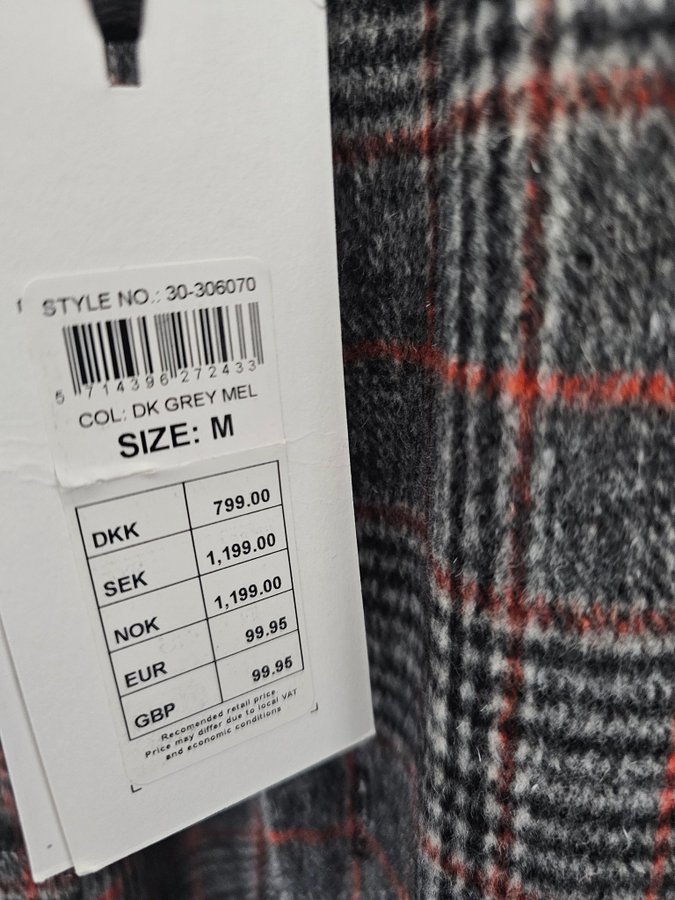 STYLE NO.: 30-306070
5 714396 272433
COL: DK GREY MEL
SIZE: M
DKK 799.00
SEK 1,199.00
NOK 1,199.00
EUR 99.95
GBP 99.95
Recomended retail price
Price may differ due to local VAT
and economic conditions